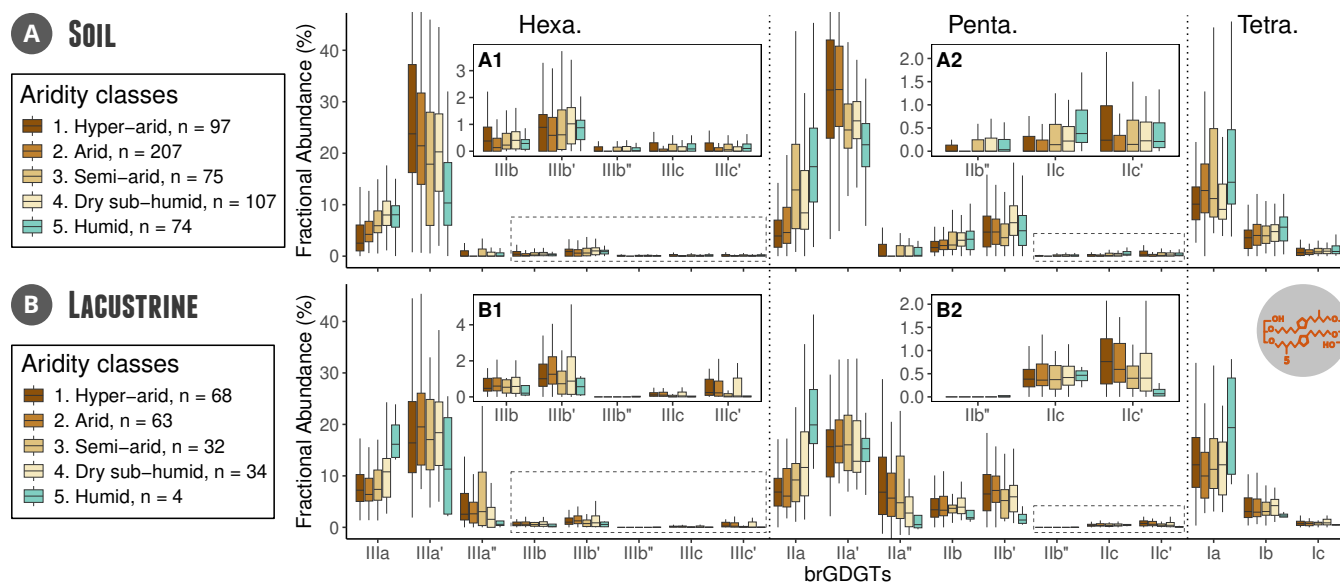 A SOIL
Aridity classes
1. Hyper-arid, n = 97
2. Arid, n = 207
3. Semi-arid, n = 75
4. Dry sub-humid, n = 107
5. Humid, n = 74
Hexa. Penta. Tetra.
Fractional Abundance (%)
40
30
20
10
0
A1
3
2
1
0
IIIb IIIb' IIIb" IIIc IIIc'
A2
2.0
1.5
1.0
0.5
0.0
IIb" IIc IIc'
B LACUSTRINE
Aridity classes
1. Hyper-arid, n = 68
2. Arid, n = 63
3. Semi-arid, n = 32
4. Dry sub-humid, n = 34
5. Humid, n = 4
Fractional Abundance (%)
40
30
20
10
0
B1
4
2
0
IIIb IIIb' IIIb" IIIc IIIc'
B2
2.0
1.5
1.0
0.5
0.0
IIb" IIc IIc'
OH
O
O
O
O
HO
5
IIIa IIIa' IIIa" IIIb IIIb' IIIb" IIIc IIIc' IIa IIa' IIa" IIb IIb' IIb" IIc IIc' Ia Ib Ic
brGDGTs